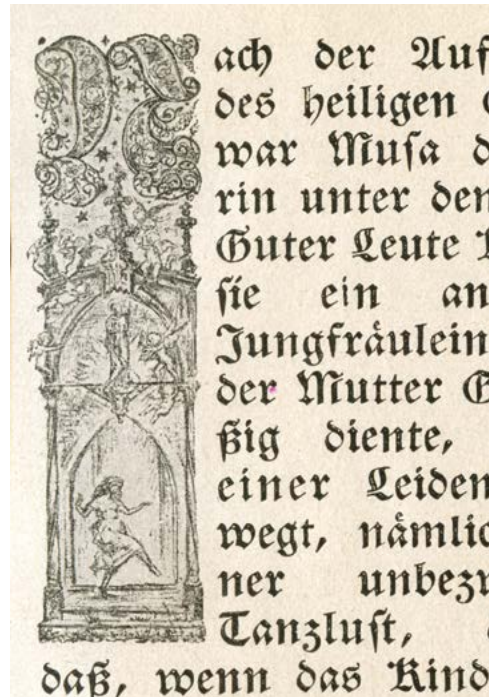 Nach der Auf
des heiligen
war Muſa d
rin unter den
Guter Leute
ſie ein an
Jungfräulein
der Mutter G
ßig diente,
einer Leiden
wegt, nämlic
ner unbezw
Tanzluſt,
daß, wenn das Kind